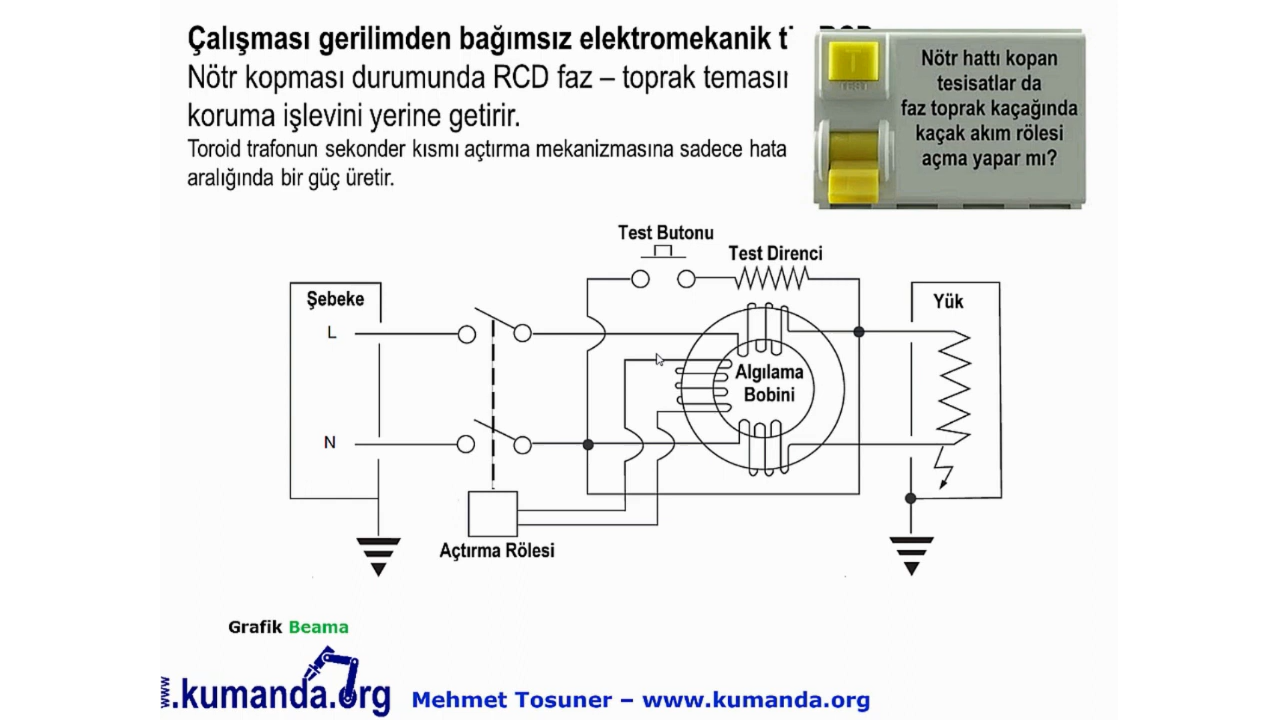 Çalışması gerilimden bağımsız elektromekanik
Nötr kopması durumunda RCD faz – toprak
koruma işlevini yerine getirir.
Toroid trafonun sekonder kısmı açtırma mekanizmasına sadece hata
aralığında bir güç üretir.
T
TEST
Nötr hattı kopan
tesisatlar da
faz toprak kaçağında
kaçak akım rölesi
açma yapar mı?
Test Butonu
Test Direnci
Şebeke
Yük
L
Algılama
Bobini
N
Açtırma Rölesi
Grafik Beama
www.kumanda.org
Mehmet Tosuner – www.kumanda.org